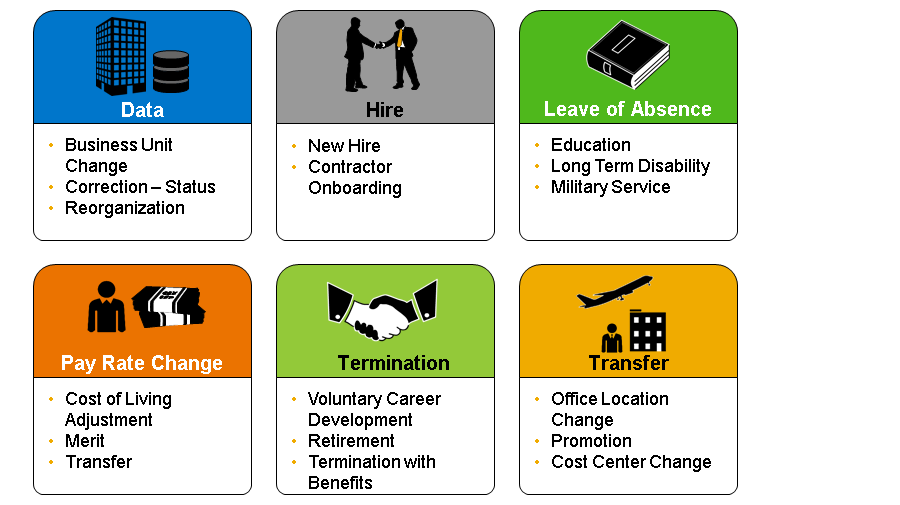 Data
• Business Unit
Change
• Correction – Status
• Reorganization
Hire
• New Hire
• Contractor
Onboarding
Leave of Absence
• Education
• Long Term Disability
• Military Service
Pay Rate Change
• Cost of Living
Adjustment
• Merit
• Transfer
Termination
• Voluntary Career
Development
• Retirement
• Termination with
Benefits
Transfer
• Office Location
Change
• Promotion
• Cost Center Change